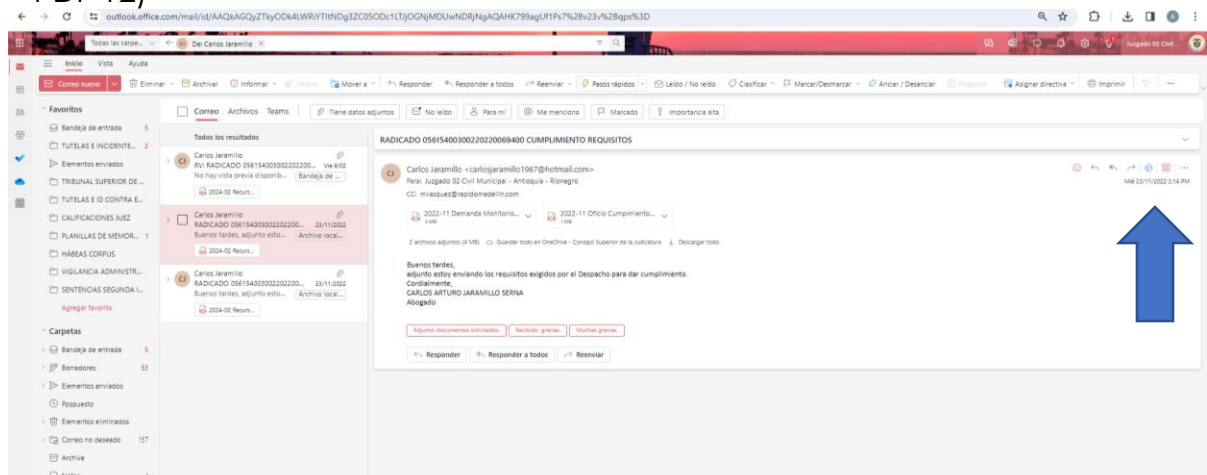 outlook.office.com/mail/id/AAQkAGQyZTkyODk4LWRiYTItNDg3ZC05ODc1LTJjOGNjMDUwNDRjNgAQAHK799agUf1Ps7%2Bv23v%2Bqps%3D
Todas las carpe...
De: Carlos Jaramillo
Juzgado 02 Civil ...
Inicio Vista Ayuda
Correo nuevo Eliminar Archivar Informar Limpiar Mover a Responder Responder a todos Reenviar Pasos rápidos Leído / No leído Clasificar Marcar/Desmarcar Anclar / Desanclar Posponer Asignar directiva Imprimir
Favoritos
Bandeja de entrada 5
TUTELAS E INCIDENTE... 2
Elementos enviados
TRIBUNAL SUPERIOR DE ...
TUTELAS E ID CONTRA E...
CALIFICACIONES JUEZ
PLANILLAS DE MEMOR... 1
HÁBEAS CORPUS
VIGILANCIA ADMINISTR...
SENTENCIAS SEGUNDA I...
Agregar favorito
Carpetas
Bandeja de entrada 5
Borradores 53
Elementos enviados
Pospuesto
Elementos eliminados
Correo no deseado 157
Archive
Correo Archivos Teams Tiene datos adjuntos No leído Para mí Me menciona Marcado Importancia alta
Todos los resultados
CJ
Carlos Jaramillo
RV: RADICADO 0561540030022022200... Vie 9/02
No hay vista previa disponib... Bandeja de ...
2024-02 Recurs...
Carlos Jaramillo
RADICADO 0561540030022022200... 23/11/2022
Buenos tardes, adjunto esto... Archivo local...
2024-02 Recurs...
CJ
Carlos Jaramillo
RADICADO 0561540030022022200... 23/11/2022
Buenos tardes, adjunto esto... Archivo local...
2024-02 Recurs...
RADICADO 05615400300220220069400 CUMPLIMIENTO REQUISITOS
CJ
Carlos Jaramillo <carlosjaramillo1967@hotmail.com>
Para: Juzgado 02 Civil Municipal - Antioquia - Rionegro
CC: mvasquez@rapidomedellin.com
Mié 23/11/2022 2:14 PM
2022-11 Demanda Monitorio...
1 MB
2022-11 Oficio Cumplimiento...
1 MB
2 archivos adjuntos (4 MB) Guardar todo en OneDrive - Consejo Superior de la Judicatura Descargar todo
Buenos tardes,
adjunto estoy enviando los requisitos exigidos por el Despacho para dar cumplimiento.
Cordialmente,
CARLOS ARTURO JARAMILLO SERNA
Abogado
Adjunto documentos solicitados. Recibido, gracias. Muchas gracias.
Responder Responder a todos Reenviar